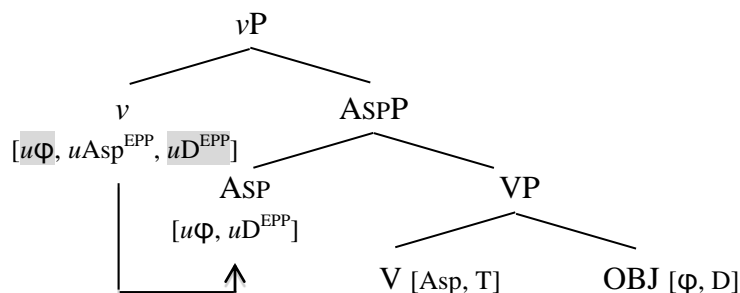 vP
v ASPP
[uφ, uAsp^EPP, uD^EPP]
ASP VP
[uφ, uD^EPP]
V [Asp, T] OBJ [φ, D]